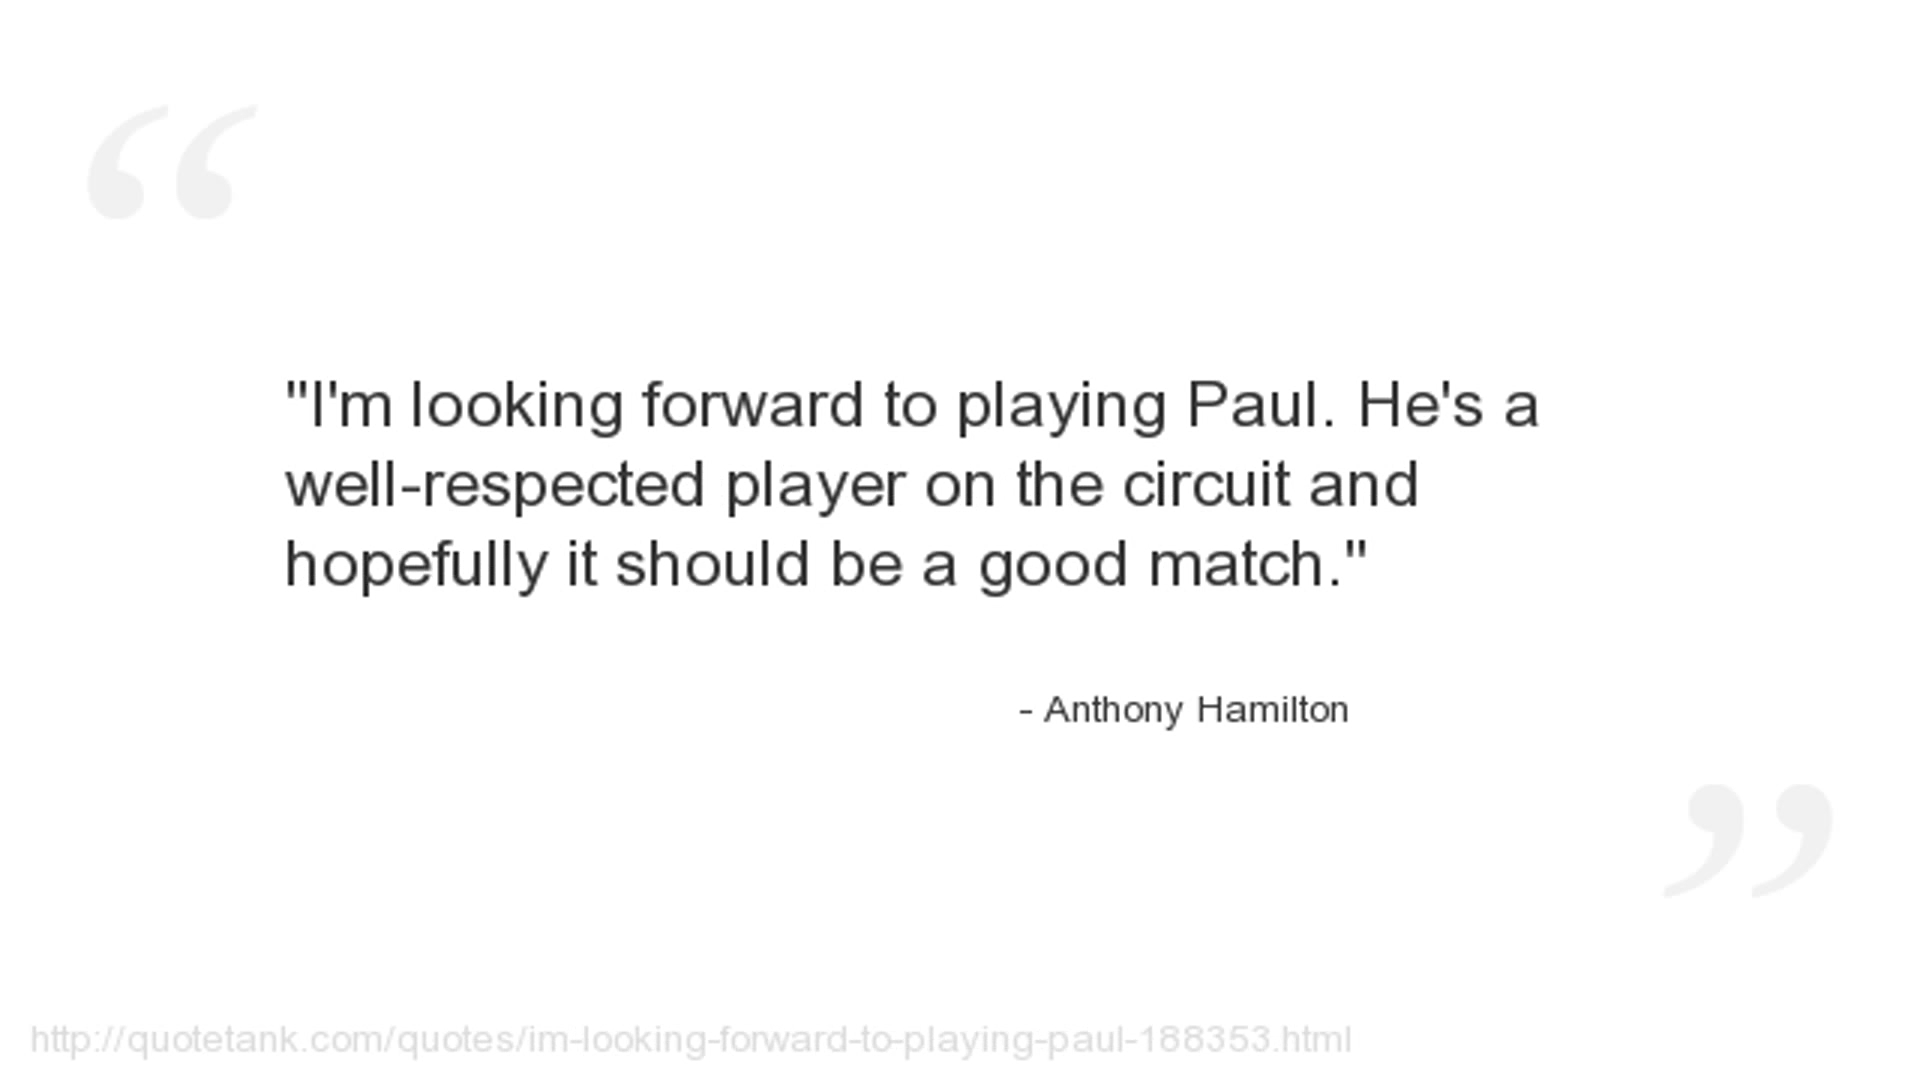 "I'm looking forward to playing Paul. He's a
well-respected player on the circuit and
hopefully it should be a good match."
- Anthony Hamilton
http://quotetank.com/quotes/im-looking-forward-to-playing-paul-188353.html